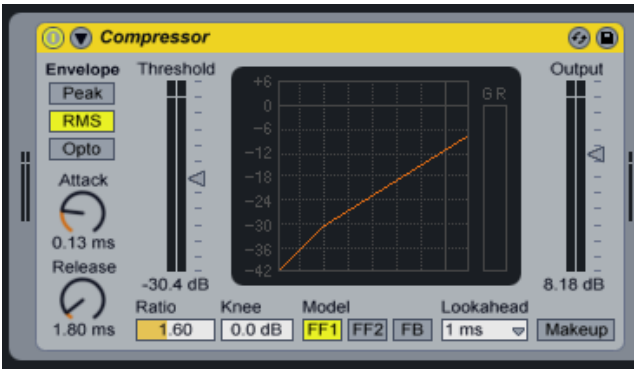 Compressor
Envelope
Peak
RMS
Opto
Attack
0.13 ms
Release
1.80 ms
Threshold
-30.4 dB
+6
0
-6
-12
-18
-24
-30
-36
-42
GR
Output
8.18 dB
Ratio
1.60
Knee
0.0 dB
Model
FF1 FF2 FB
Lookahead
1 ms
Makeup